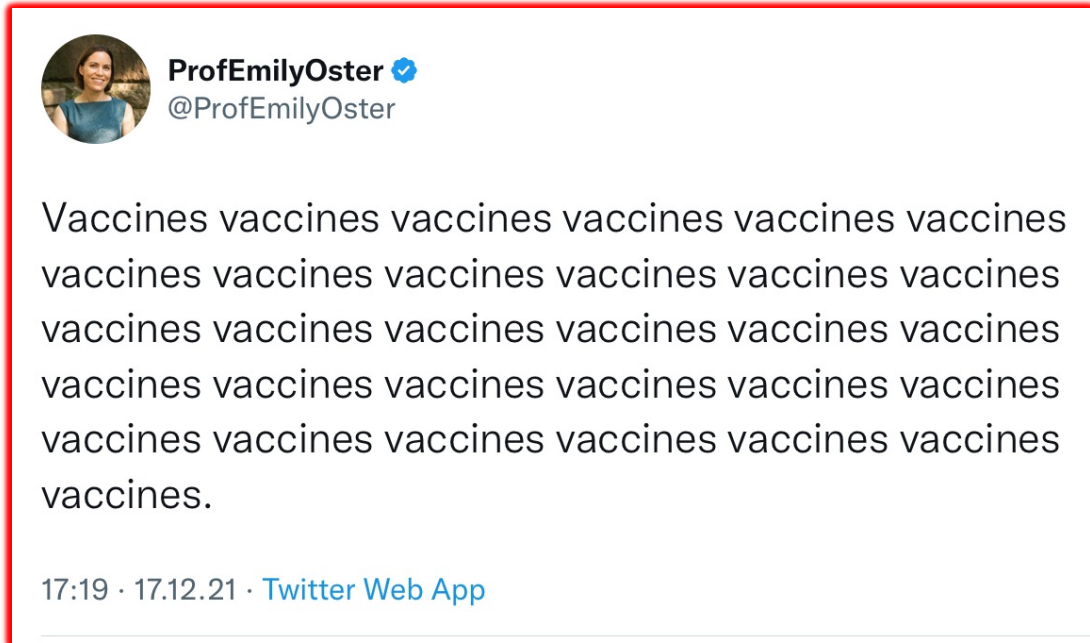 ProfEmilyOster
@ProfEmilyOster
Vaccines vaccines vaccines vaccines vaccines vaccines
vaccines vaccines vaccines vaccines vaccines vaccines
vaccines vaccines vaccines vaccines vaccines vaccines
vaccines vaccines vaccines vaccines vaccines vaccines
vaccines vaccines vaccines vaccines vaccines vaccines
vaccines.
17:19 · 17.12.21 · Twitter Web App